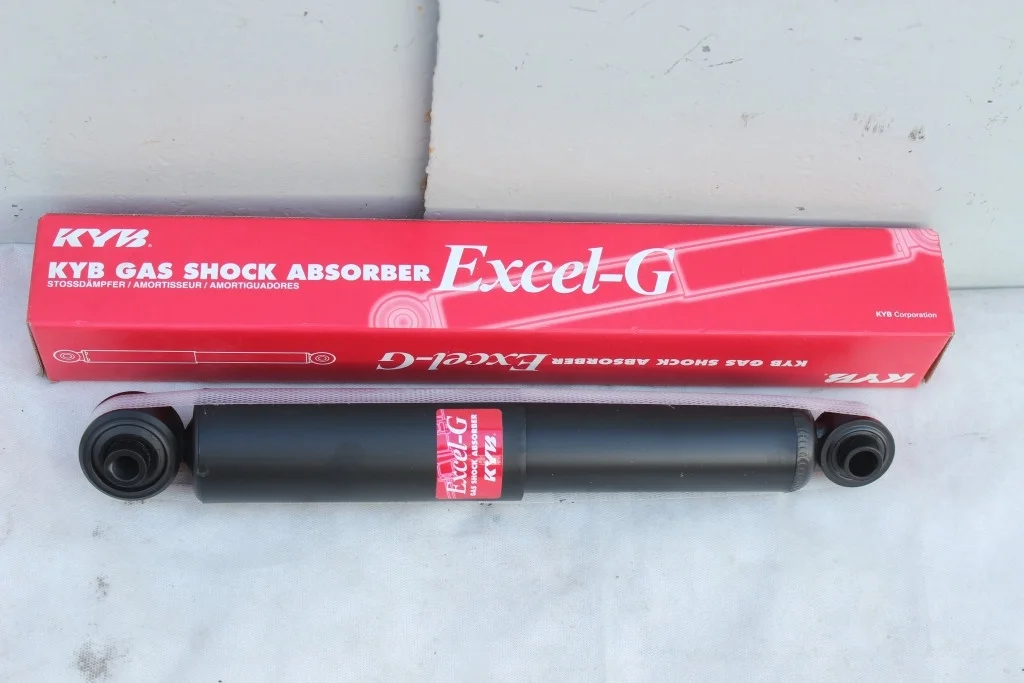 KYB®
KYB GAS SHOCK ABSORBER Excel-G
STOSSDÄMPFER / AMORTISSEUR / AMORTIGUADORES
KYB Corporation
KYB KYB GAS SHOCK ABSORBER Excel-G
Excel-G
GAS SHOCK ABSORBER
KYB